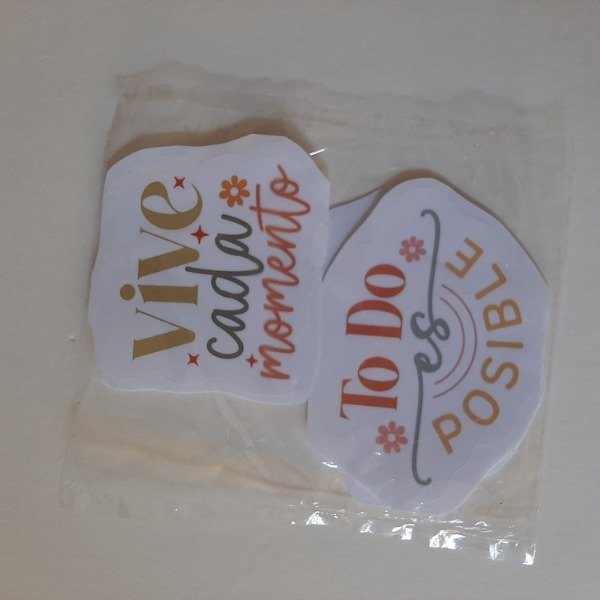 Vive
cada
momento
To Do
es
POSIBLE